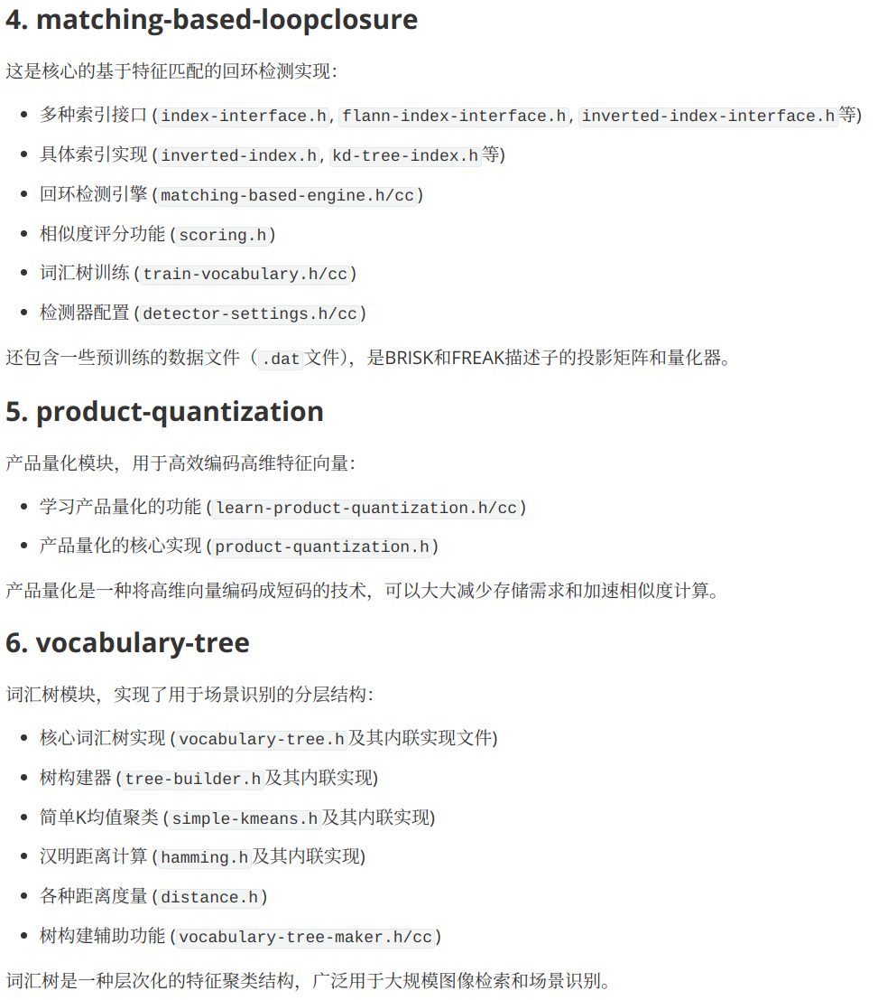 4. matching-based-loopclosure
这是核心的基于特征匹配的回环检测实现：
• 多种索引接口 (index-interface.h, flann-index-interface.h, inverted-index-interface.h等)
• 具体索引实现 (inverted-index.h, kd-tree-index.h等)
• 回环检测引擎 (matching-based-engine.h/cc)
• 相似度评分功能 (scoring.h)
• 词汇树训练 (train-vocabulary.h/cc)
• 检测器配置 (detector-settings.h/cc)
还包含一些预训练的数据文件（.dat文件），是BRISK和FREAK描述子的投影矩阵和量化器。
5. product-quantization
产品量化模块，用于高效编码高维特征向量：
• 学习产品量化的功能 (learn-product-quantization.h/cc)
• 产品量化的核心实现 (product-quantization.h)
产品量化是一种将高维向量编码成短码的技术，可以大大减少存储需求和加速相似度计算。
6. vocabulary-tree
词汇树模块，实现了用于场景识别的分层结构：
• 核心词汇树实现 (vocabulary-tree.h及其内联实现文件)
• 树构建器 (tree-builder.h及其内联实现)
• 简单K均值聚类 (simple-kmeans.h及其内联实现)
• 汉明距离计算 (hamming.h及其内联实现)
• 各种距离度量 (distance.h)
• 树构建辅助功能 (vocabulary-tree-maker.h/cc)
词汇树是一种层次化的特征聚类结构，广泛用于大规模图像检索和场景识别。